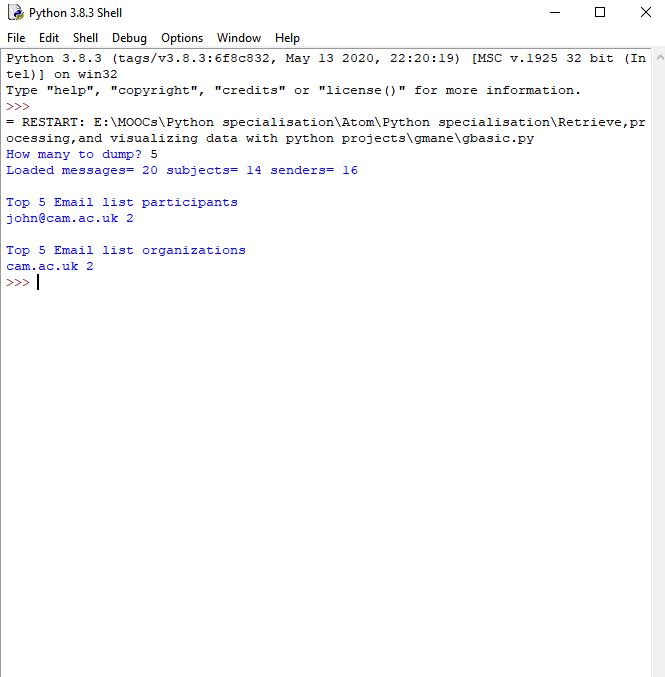 Python 3.8.3 Shell
File Edit Shell Debug Options Window Help
Python 3.8.3 (tags/v3.8.3:6f8c832, May 13 2020, 22:20:19) [MSC v.1925 32 bit (In
tel)] on win32
Type "help", "copyright", "credits" or "license()" for more information.
>>>
= RESTART: E:\MOOCs\Python specialisation\Atom\Python specialisation\Retrieve,pr
ocessing,and visualizing data with python projects\gmane\gbasic.py
How many to dump? 5
Loaded messages= 20 subjects= 14 senders= 16
Top 5 Email list participants
john@cam.ac.uk 2
Top 5 Email list organizations
cam.ac.uk 2
>>>